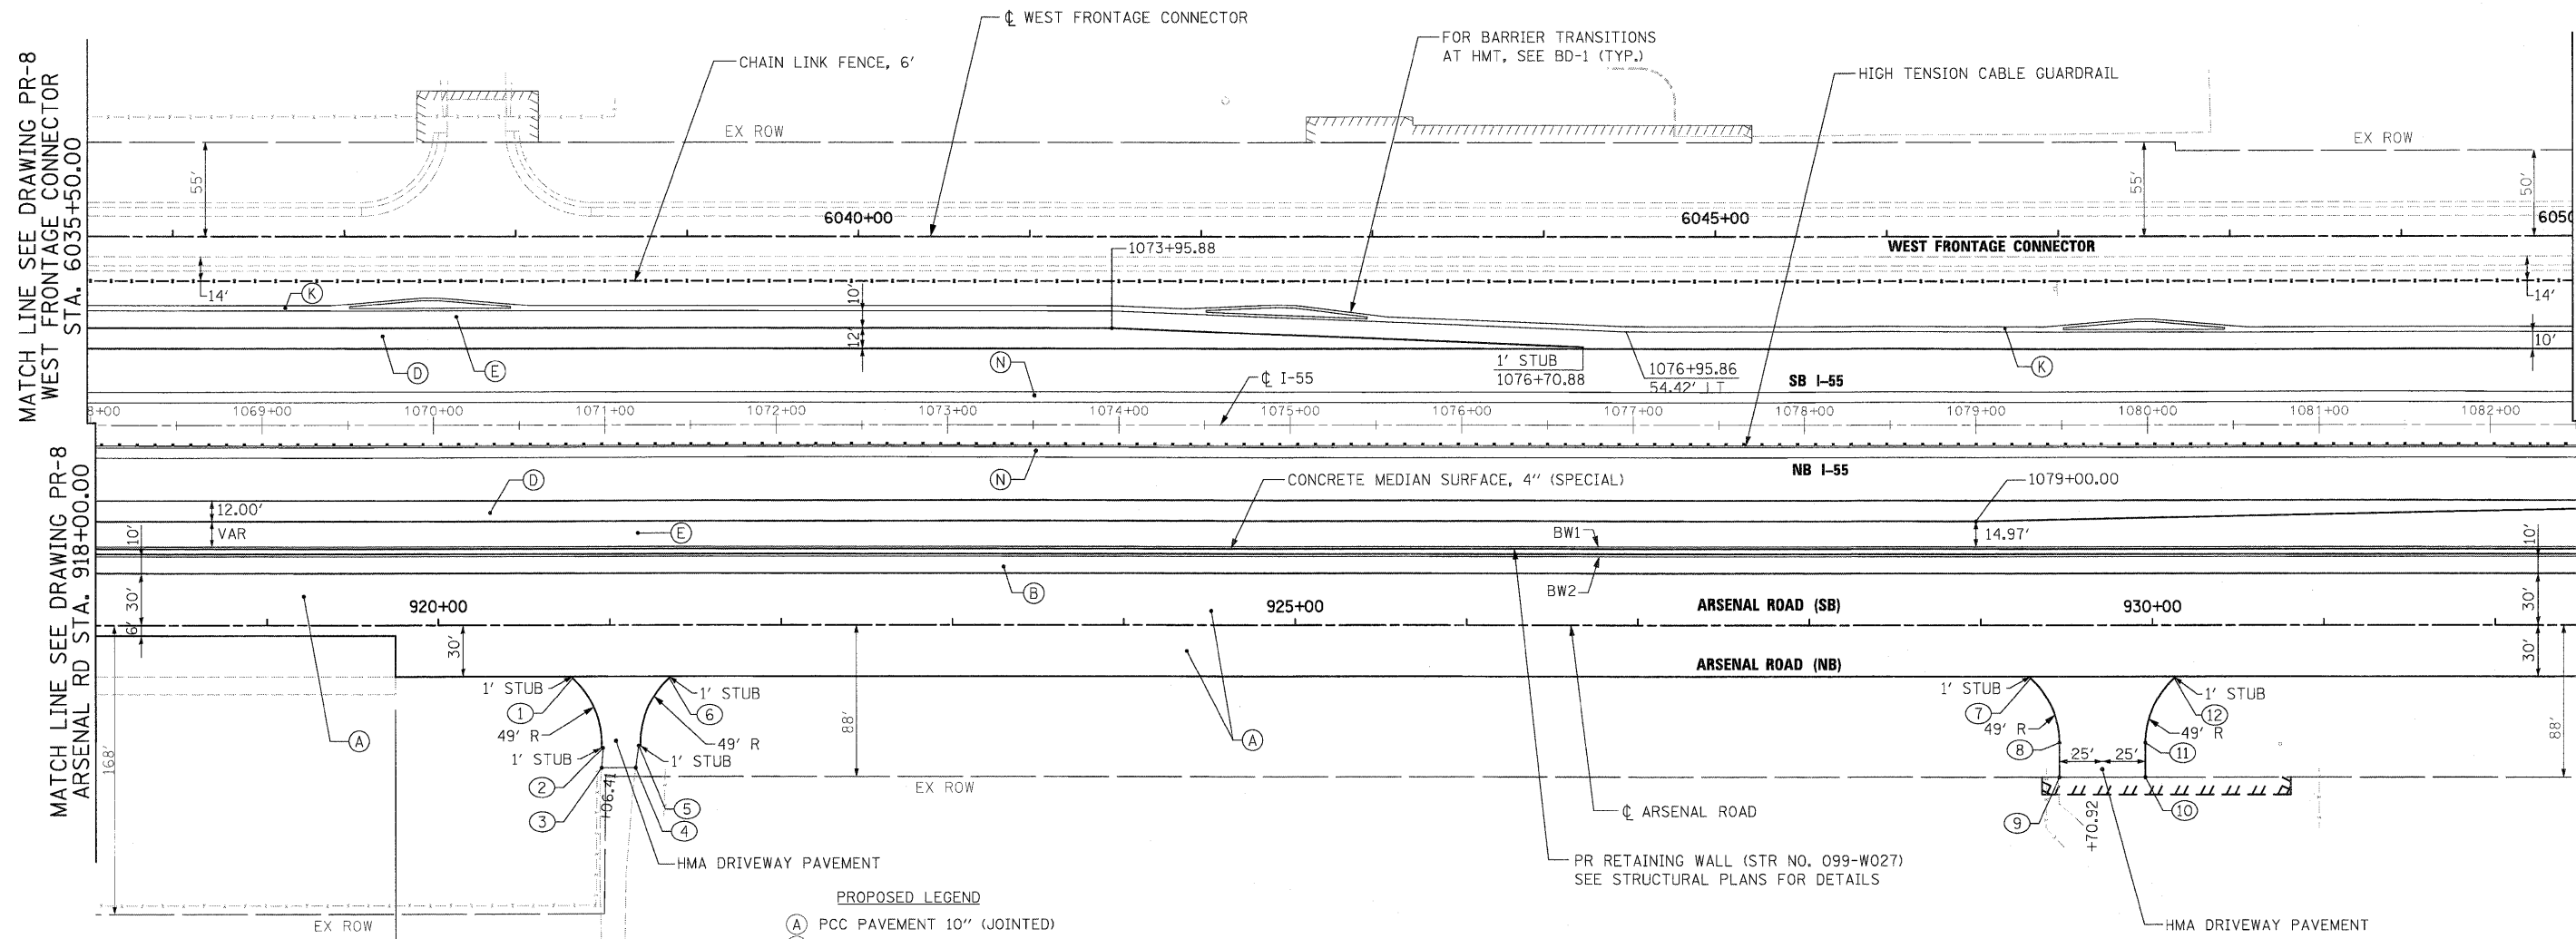 MATCH LINE SEE DRAWING PR-8
WEST FRONTAGE CONNECTOR
STA. 6035+50.00
℄ WEST FRONTAGE CONNECTOR
CHAIN LINK FENCE, 6'
FOR BARRIER TRANSITIONS
AT HMT, SEE BD-1 (TYP.)
HIGH TENSION CABLE GUARDRAIL
EX ROW
EX ROW
55'
55'
50'
6040+00
6045+00
6050
WEST FRONTAGE CONNECTOR
1073+95.88
14'
K
10'
12'
14'
10'
D
E
N
℄ I-55
1' STUB
1076+70.88
1076+95.86
54.42' LT
K
SB I-55
8+00
1069+00
1070+00
1071+00
1072+00
1073+00
1074+00
1075+00
1076+00
1077+00
1078+00
1079+00
1080+00
1081+00
1082+00
MATCH LINE SEE DRAWING PR-8
ARSENAL RD STA. 918+00.00
NB I-55
D
N
CONCRETE MEDIAN SURFACE, 4" (SPECIAL)
1079+00.00
12.00'
VAR
E
10'
BW1
BW2
14.97'
10'
B
30'
30'
920+00
925+00
ARSENAL ROAD (SB)
930+00
6'
30'
ARSENAL ROAD (NB)
30'
1' STUB
1' STUB
1
6
49' R
49' R
1' STUB
1' STUB
2
5
3
4
106.41
A
A
88'
168'
EX ROW
1' STUB
1' STUB
7
12
49' R
49' R
8
11
25'
25'
9
10
+70.92
88'
℄ ARSENAL ROAD
HMA DRIVEWAY PAVEMENT
PR RETAINING WALL (STR NO. 099-W027)
SEE STRUCTURAL PLANS FOR DETAILS
HMA DRIVEWAY PAVEMENT
EX ROW
PROPOSED LEGEND
A PCC PAVEMENT 10" (JOINTED)